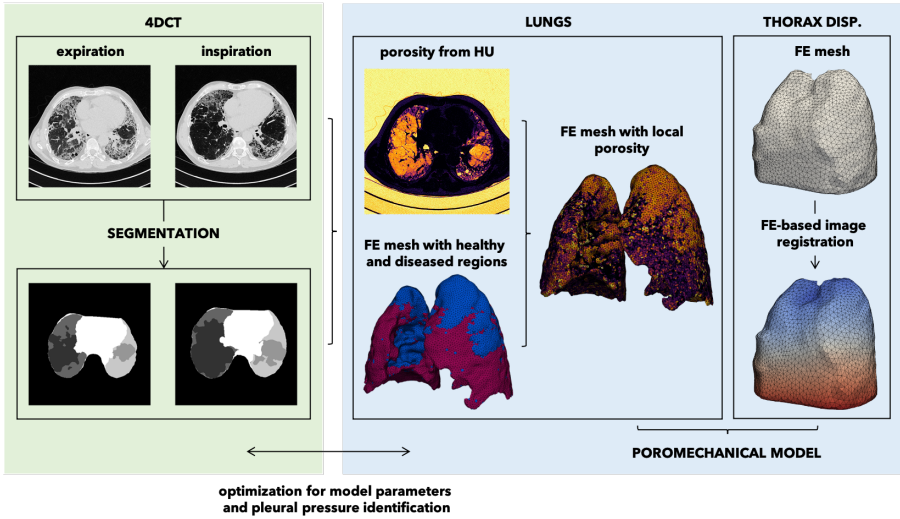 4DCT
expiration
inspiration
SEGMENTATION
LUNGS
porosity from HU
FE mesh with healthy
and diseased regions
FE mesh with local
porosity
THORAX DISP.
FE mesh
FE-based image
registration
POROMECHANICAL MODEL
optimization for model parameters
and pleural pressure identification